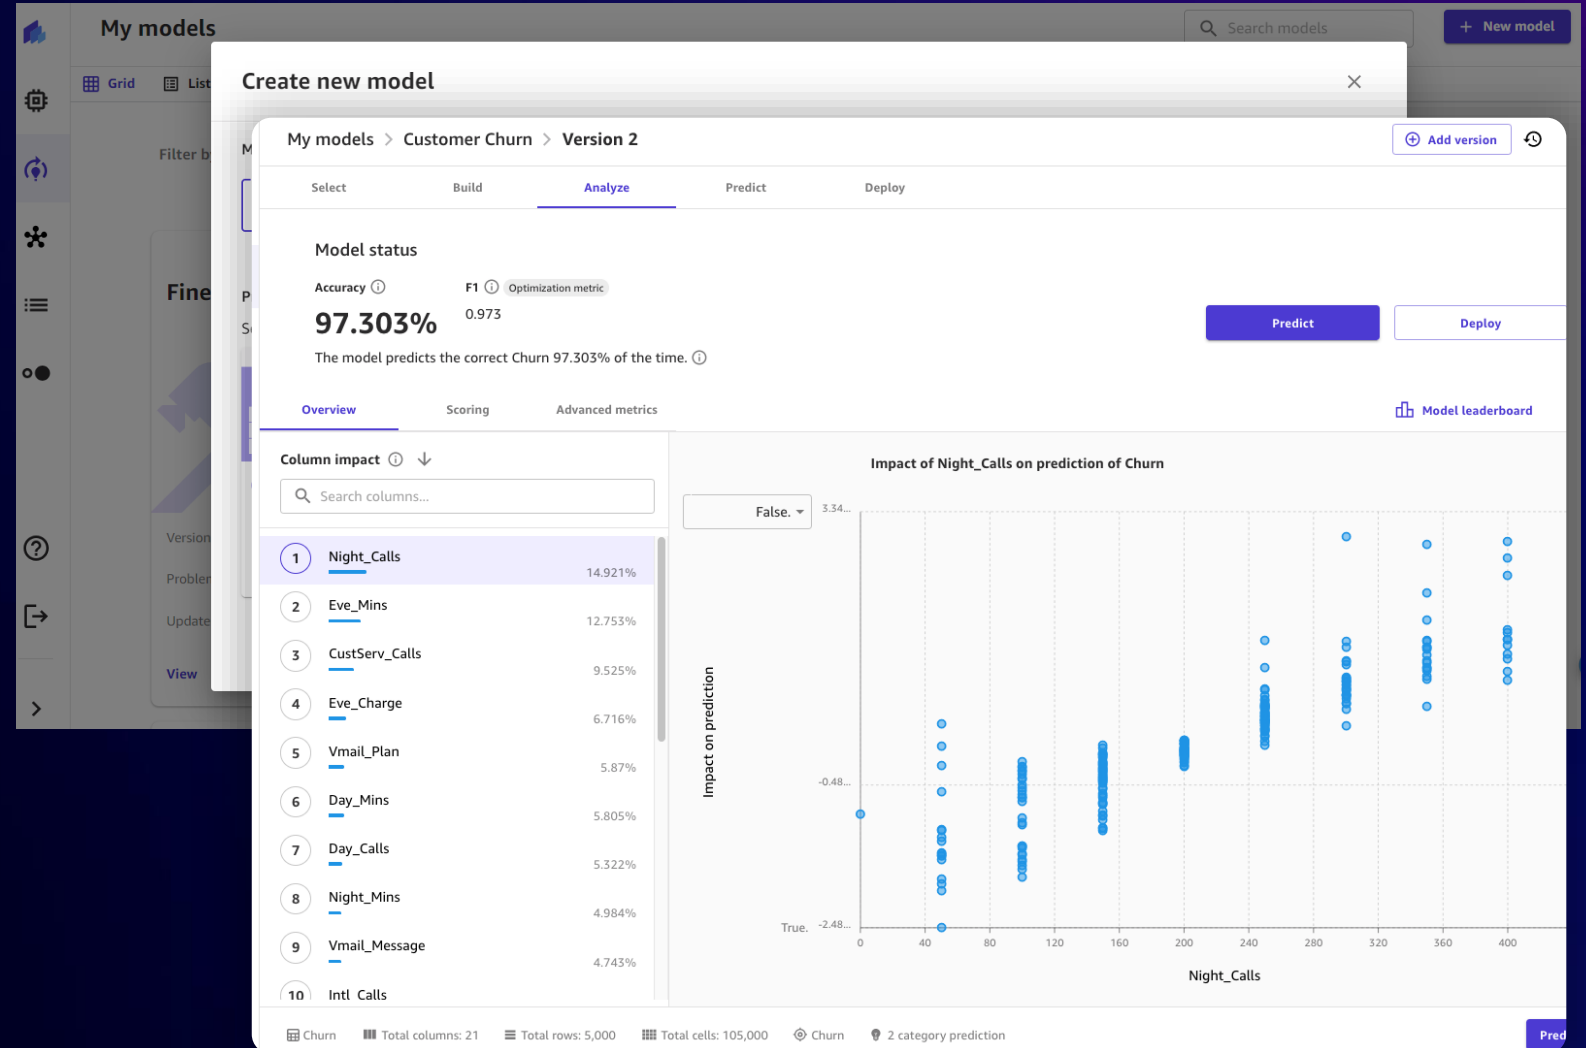 My models
Search models
+ New model
Grid
List
Create new model
Filter
Fine
Version
Update
View
My models > Customer Churn > Version 2
Add version
Select
Build
Analyze
Predict
Deploy
Model status
Accuracy
F1
Optimization metric
97.303%
0.973
The model predicts the correct Churn 97.303% of the time.
Predict
Deploy
Overview
Scoring
Advanced metrics
Model leaderboard
Column impact
Search columns...
1
Night_Calls
14.921%
2
Eve_Mins
12.753%
3
CustServ_Calls
9.525%
4
Eve_Charge
6.716%
5
Vmail_Plan
5.87%
6
Day_Mins
5.805%
7
Day_Calls
5.322%
8
Night_Mins
4.984%
9
Vmail_Message
4.743%
10
Intl_Calls
Impact of Night_Calls on prediction of Churn
False.
3.34...
-0.48...
-2.48...
True.
Impact on prediction
0 40 80 120 160 200 240 280 320 360 400
Night_Calls
Churn
Total columns: 21
Total rows: 5,000
Total cells: 105,000
Churn
2 category prediction
Pred